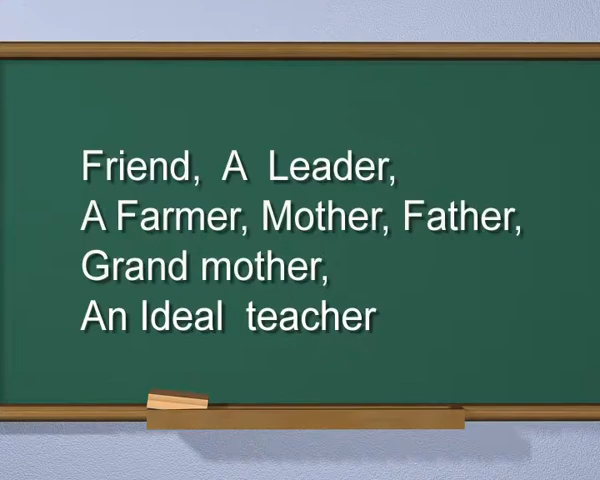 Friend, A Leader,
A Farmer, Mother, Father,
Grand mother,
An Ideal teacher